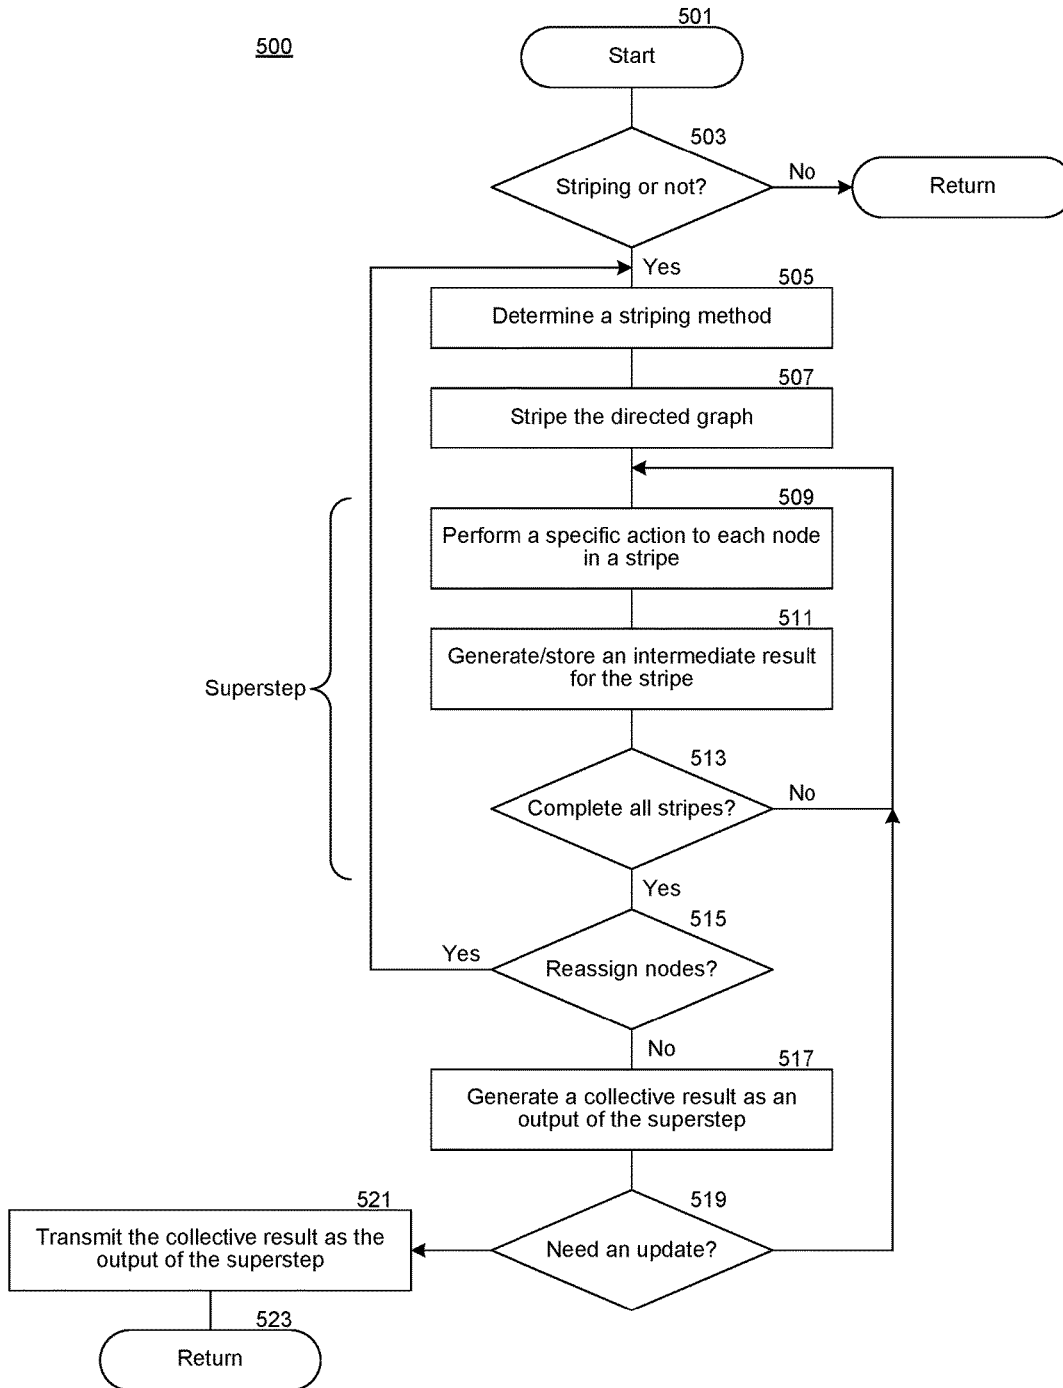 501
500
Start
503
Striping or not?
No
Return
Yes
505
Determine a striping method
507
Stripe the directed graph
509
Perform a specific action to each node
in a stripe
511
Generate/store an intermediate result
for the stripe
Superstep
513
Complete all stripes?
No
Yes
515
Yes
Reassign nodes?
No
517
Generate a collective result as an
output of the superstep
521
519
Transmit the collective result as the
output of the superstep
Need an update?
523
Return